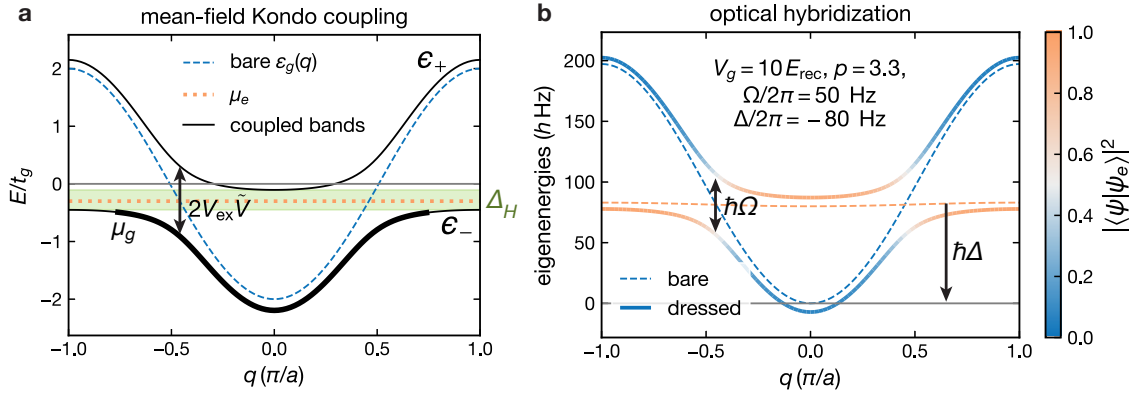 a
mean-field Kondo coupling
bare ε_g(q)
μ_e
coupled bands
ϵ_+
2V_ex Ṽ
Δ_H
μ_g
ϵ_−
E/t_g
2
1
0
−1
−2
-1.0
-0.5
0.0
0.5
1.0
q (π/a)
b
optical hybridization
V_g = 10 E_rec, p = 3.3,
Ω/2π = 50 Hz
Δ/2π = −80 Hz
ħΩ
ħΔ
bare
dressed
eigenenergies (h Hz)
200
150
100
50
0
-1.0
-0.5
0.0
0.5
1.0
q (π/a)
1.0
0.8
0.6
0.4
0.2
0.0
|⟨ψ|ψ_e⟩|²